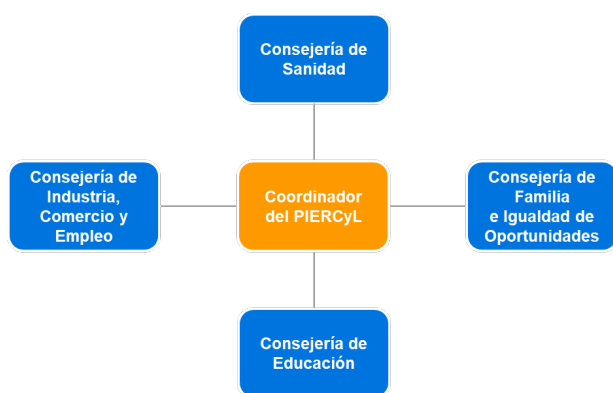 Consejería de
Sanidad
Consejería de
Industria,
Comercio y
Empleo
Coordinador
del PIERCyL
Consejería de
Familia
e Igualdad de
Oportunidades
Consejería de
Educación